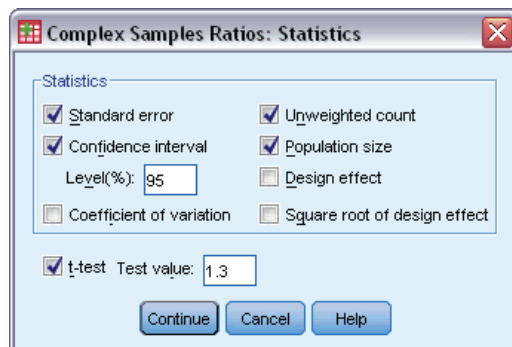 Complex Samples Ratios: Statistics
Statistics
Standard error
Unweighted count
Confidence interval
Population size
Level(%): 95
Design effect
Coefficient of variation
Square root of design effect
t-test Test value: 1.3
Continue Cancel Help